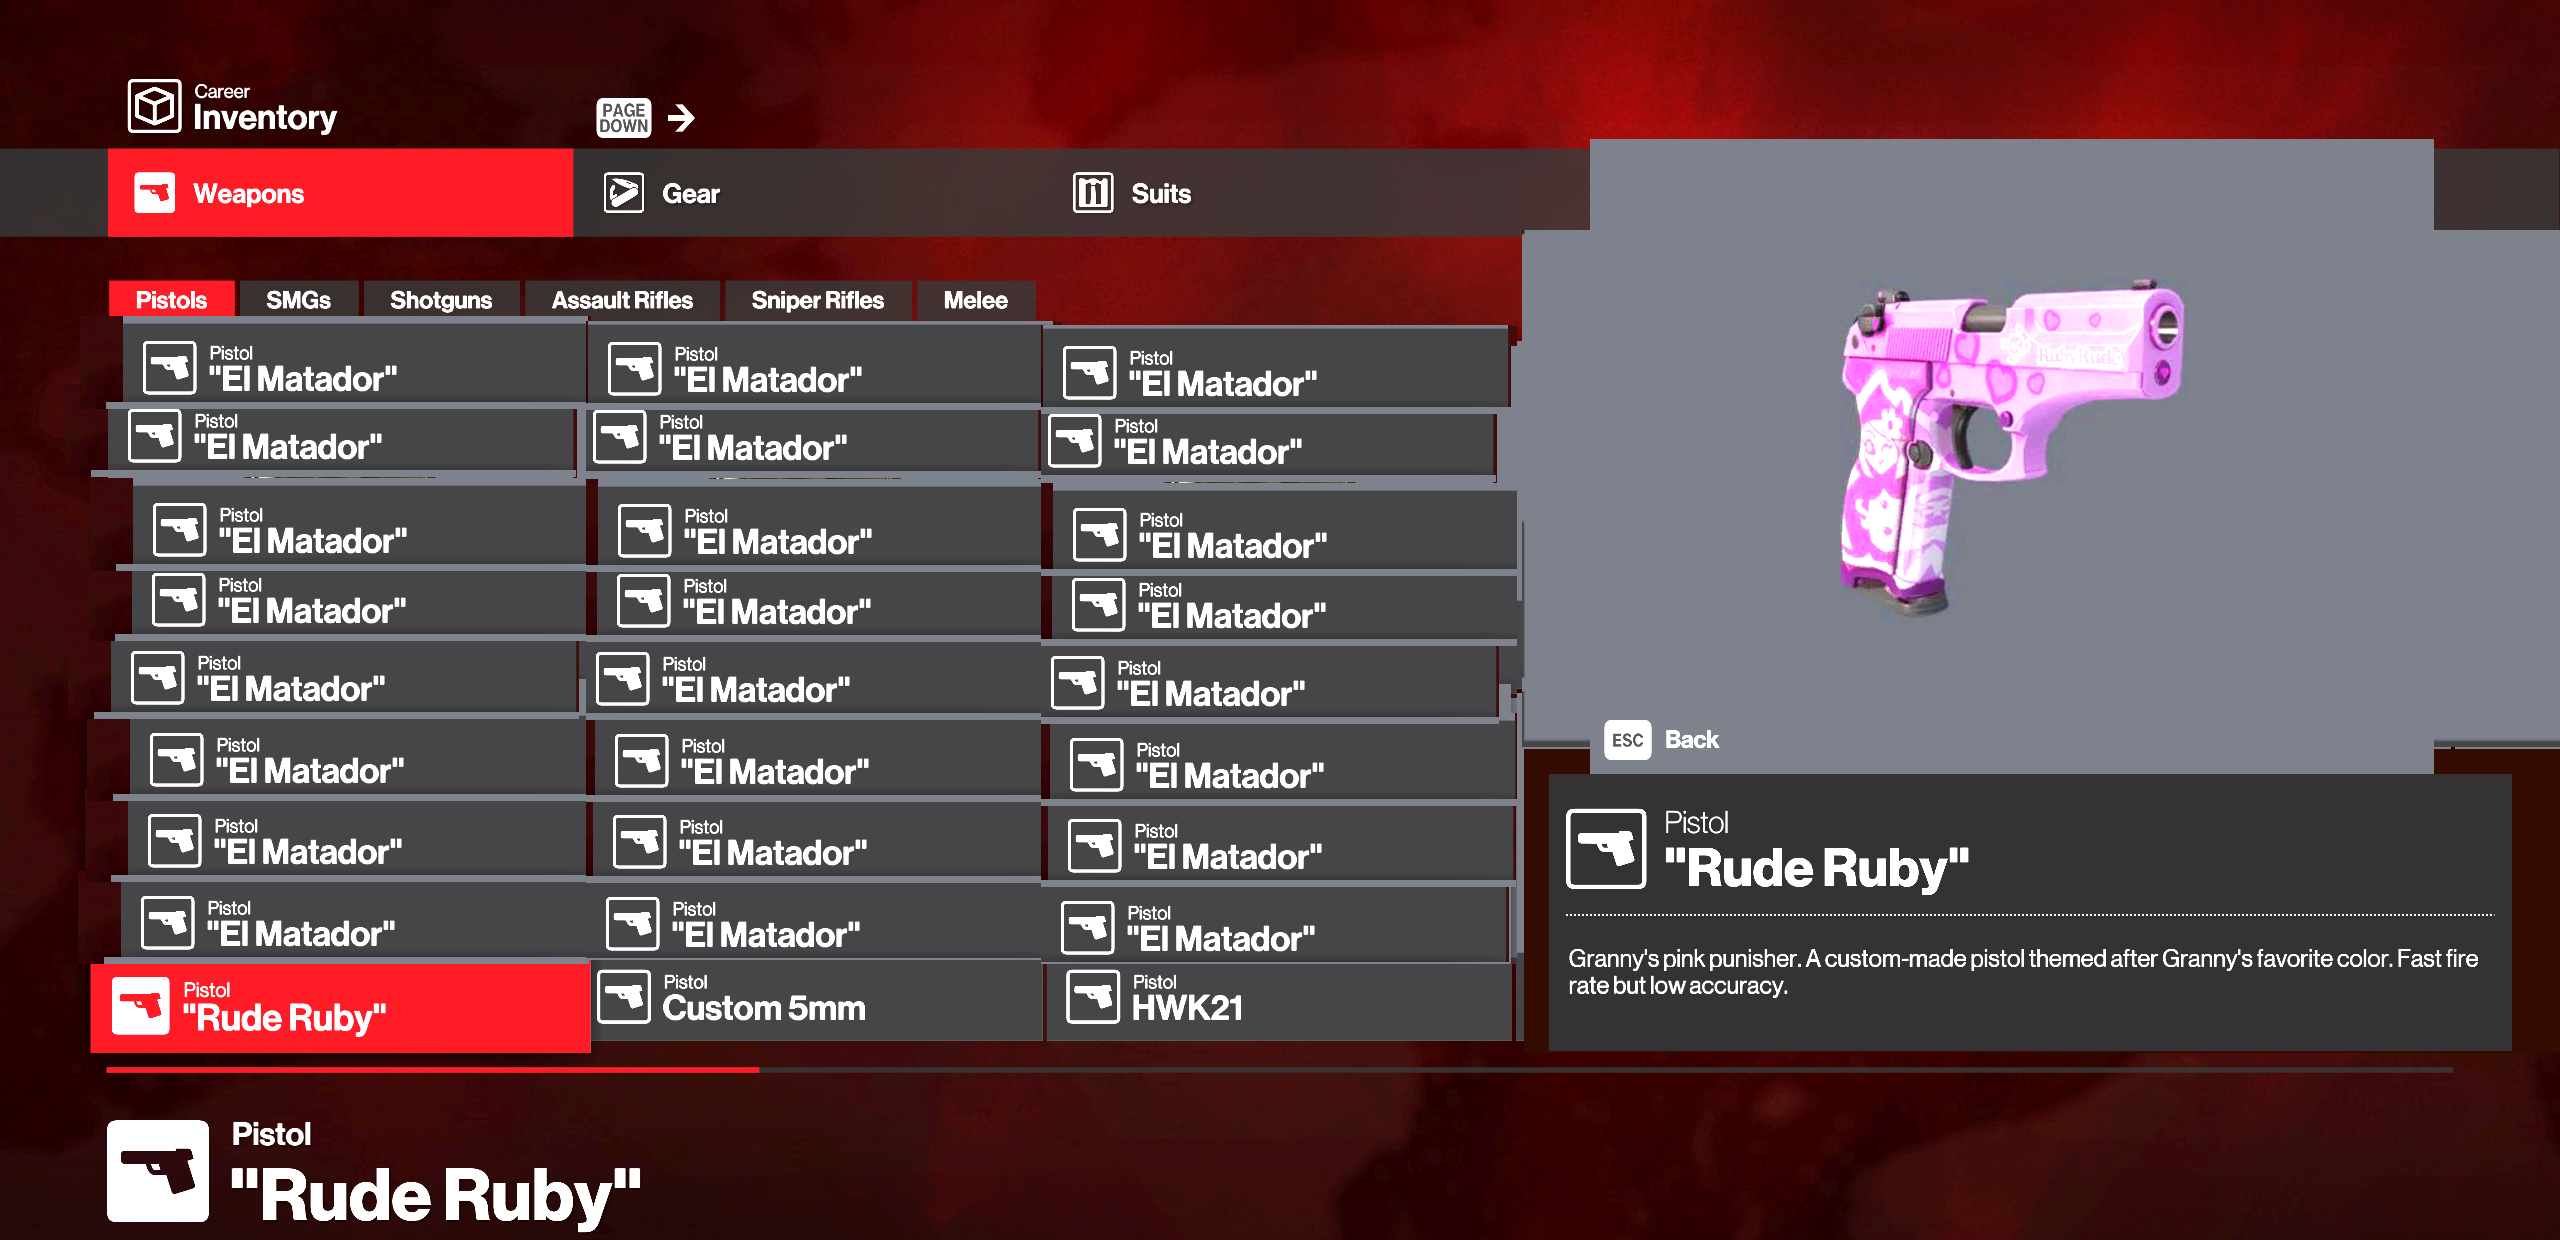 Career
Inventory
PAGE DOWN
Weapons
Gear
Suits
Pistols
SMGs
Shotguns
Assault Rifles
Sniper Rifles
Melee
Pistol
"El Matador"
Pistol
"El Matador"
Pistol
"El Matador"
Pistol
"El Matador"
Pistol
"El Matador"
Pistol
"El Matador"
Pistol
"El Matador"
Pistol
"El Matador"
Pistol
"El Matador"
Pistol
"El Matador"
Pistol
"El Matador"
Pistol
"El Matador"
Pistol
"El Matador"
Pistol
"El Matador"
Pistol
"El Matador"
Pistol
"El Matador"
Pistol
"El Matador"
Pistol
"El Matador"
Pistol
"El Matador"
Pistol
"El Matador"
Pistol
"El Matador"
Pistol
"El Matador"
Pistol
"El Matador"
Pistol
"El Matador"
Pistol
"Rude Ruby"
Pistol
Custom 5mm
Pistol
HWK21
Ruby Rude
ESC Back
Pistol
"Rude Ruby"
Granny's pink punisher. A custom-made pistol themed after Granny's favorite color. Fast fire
rate but low accuracy.
Pistol
"Rude Ruby"